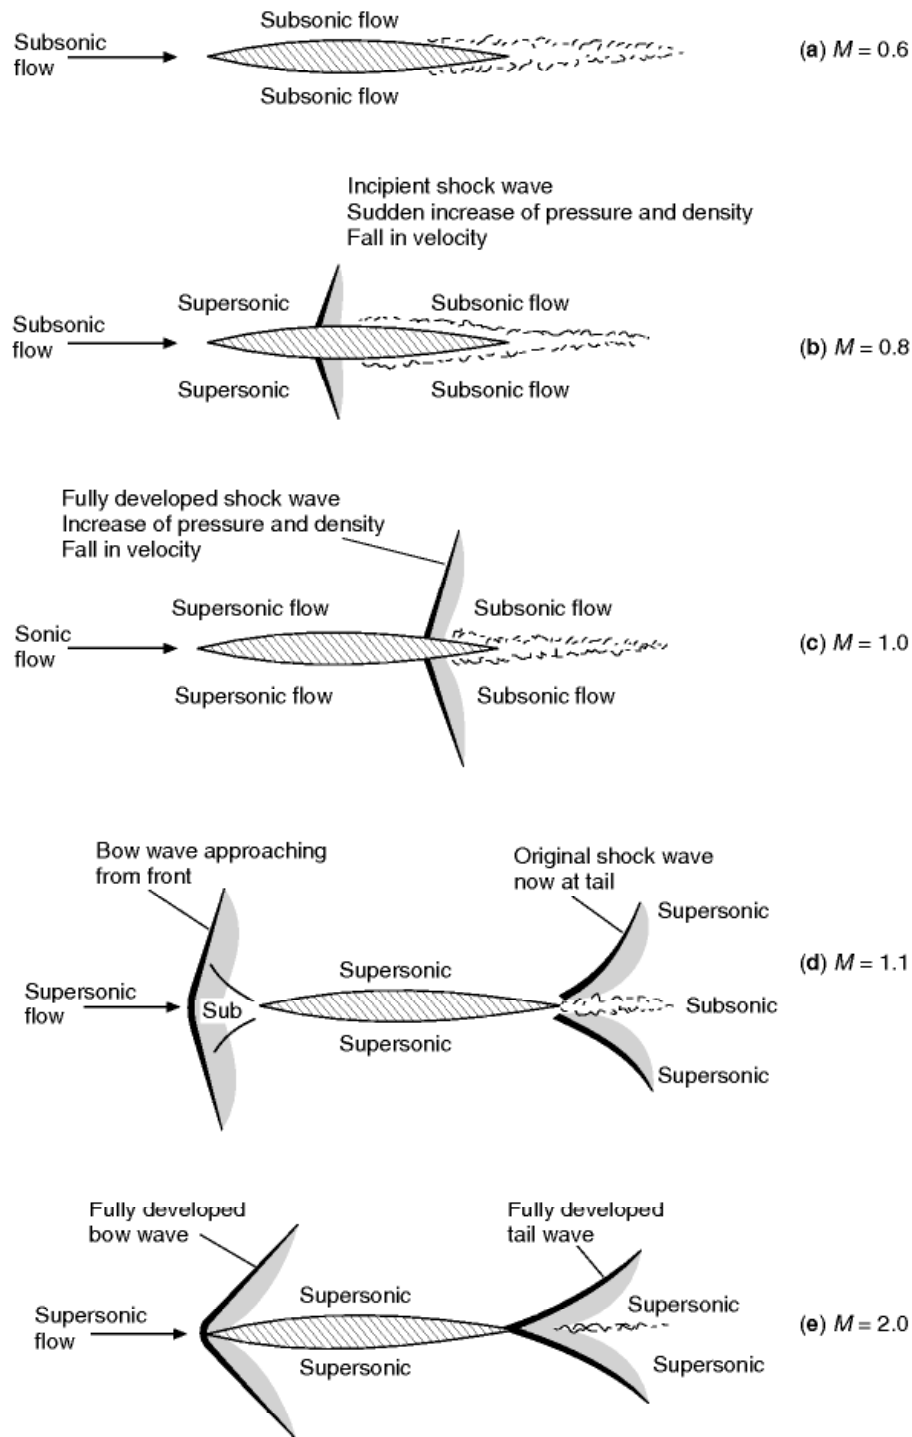 Subsonic flow
Subsonic
flow
Subsonic flow
(a) M = 0.6
Incipient shock wave
Sudden increase of pressure and density
Fall in velocity
Supersonic
Subsonic flow
Subsonic
flow
Supersonic
Subsonic flow
(b) M = 0.8
Fully developed shock wave
Increase of pressure and density
Fall in velocity
Supersonic flow
Subsonic flow
Sonic
flow
Supersonic flow
Subsonic flow
(c) M = 1.0
Bow wave approaching
from front
Original shock wave
now at tail
Supersonic
Supersonic
Supersonic
flow
Sub
Subsonic
Supersonic
Supersonic
(d) M = 1.1
Fully developed
bow wave
Fully developed
tail wave
Supersonic
Supersonic
Supersonic
flow
Supersonic
Supersonic
(e) M = 2.0